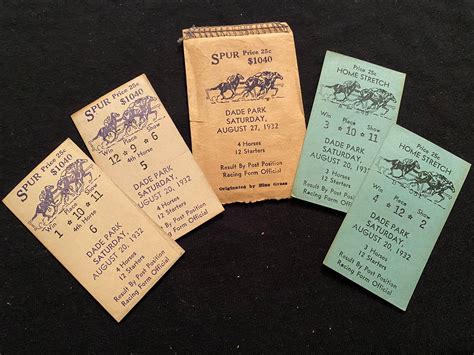 SPUR Price 25c
$1040
Win Place Show
1 ☆ 10 ☆ 11
4th Horse
6
DADE PARK
SATURDAY,
AUGUST 20, 1932
4 Horses
12 Starters
Result By Post Position
Racing Form Official
SPUR Price 25c
$1040
Win Place Show
12 ☆ 9 ☆ 6
4th Horse
5
DADE PARK
SATURDAY,
AUGUST 20, 1932
4 Horses
12 Starters
Result By Post Position
Racing Form Official
SPUR Price 25c
$1040
DADE PARK
SATURDAY,
AUGUST 27, 1932
4 Horses
12 Starters
Result By Post Position
Racing Form Official
Originated by Blue Grass
Price 25c
HOME STRETCH
Win Place Show
3 ☆ 10 ☆ 11
DADE PARK
SATURDAY,
AUGUST 20, 1932
12 Starters
Result By Post Position
Racing Form Official
Price 25c
HOME STRETCH
Win Place Show
4 ☆ 12 ☆ 2
DADE PARK
SATURDAY,
AUGUST 20, 1932
12 Starters
Result By Post Position
Racing Form Official